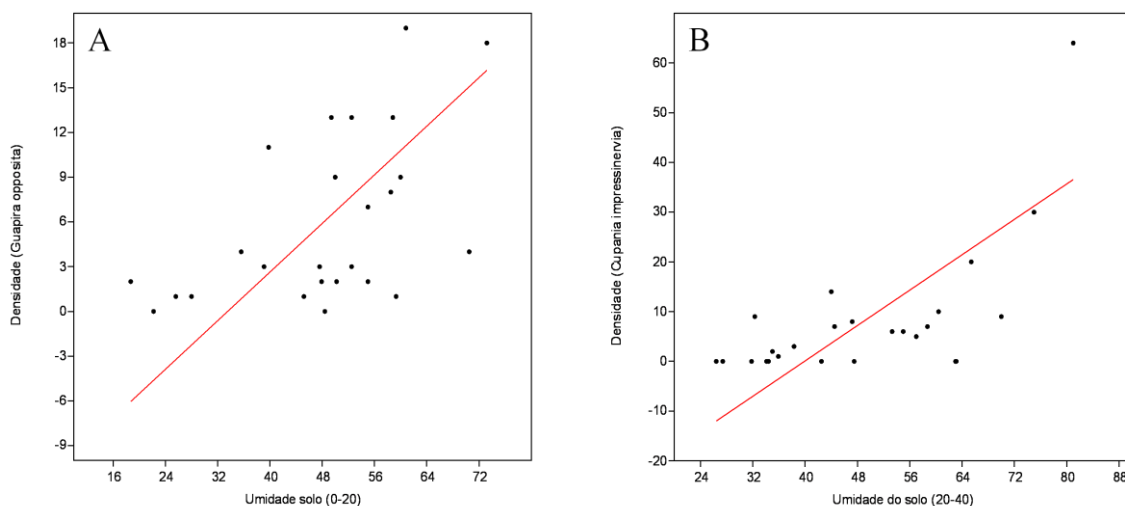 A
Densidade (Guapira opposita)
18
15
12
9
6
3
0
-3
-6
-9
16 24 32 40 48 56 64 72
Umidade solo (0-20)
B
Densidade (Cupania impressinervia)
60
50
40
30
20
10
0
-10
-20
24 32 40 48 56 64 72 80 88
Umidade do solo (20-40)